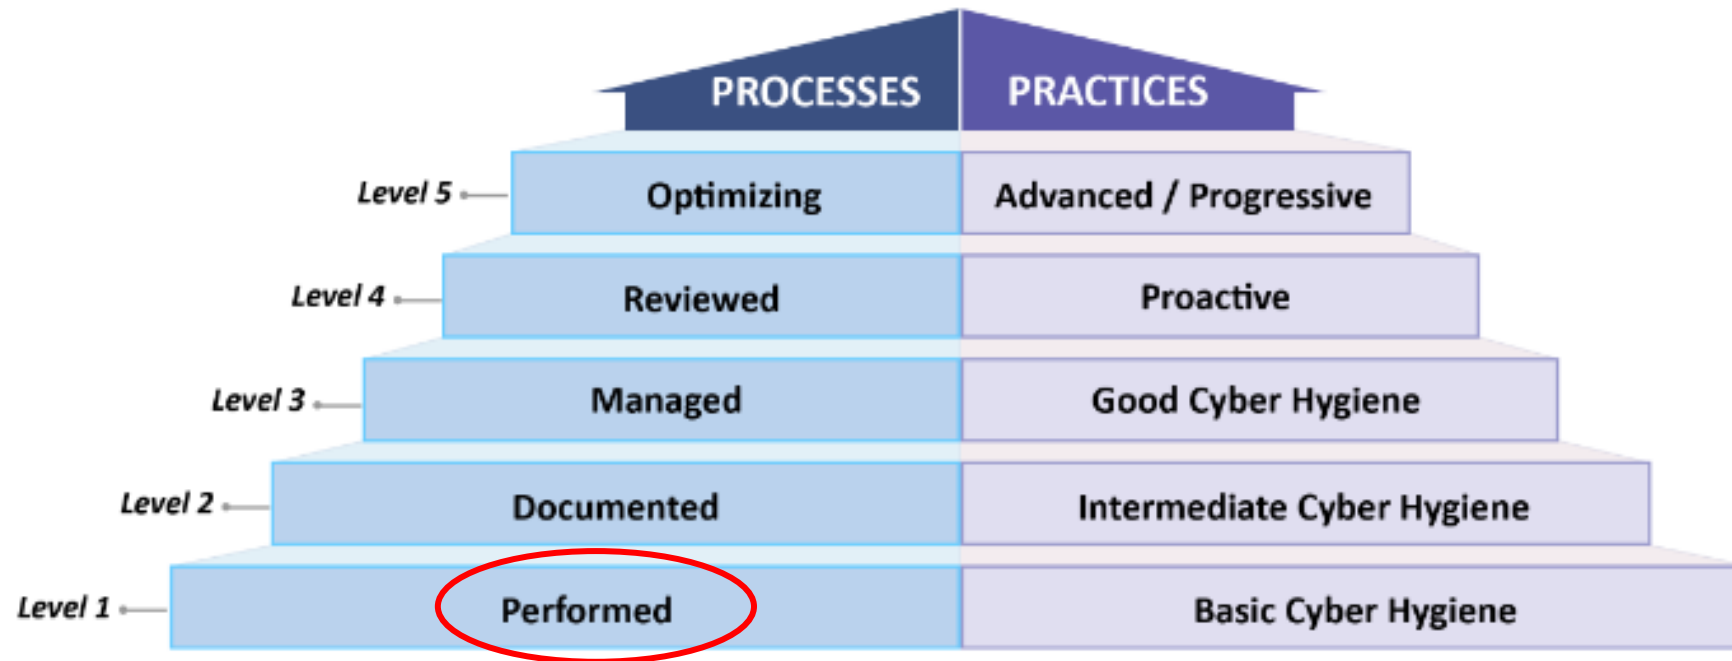 PROCESSES PRACTICES
Level 5 Optimizing Advanced / Progressive
Level 4 Reviewed Proactive
Level 3 Managed Good Cyber Hygiene
Level 2 Documented Intermediate Cyber Hygiene
Level 1 Performed Basic Cyber Hygiene